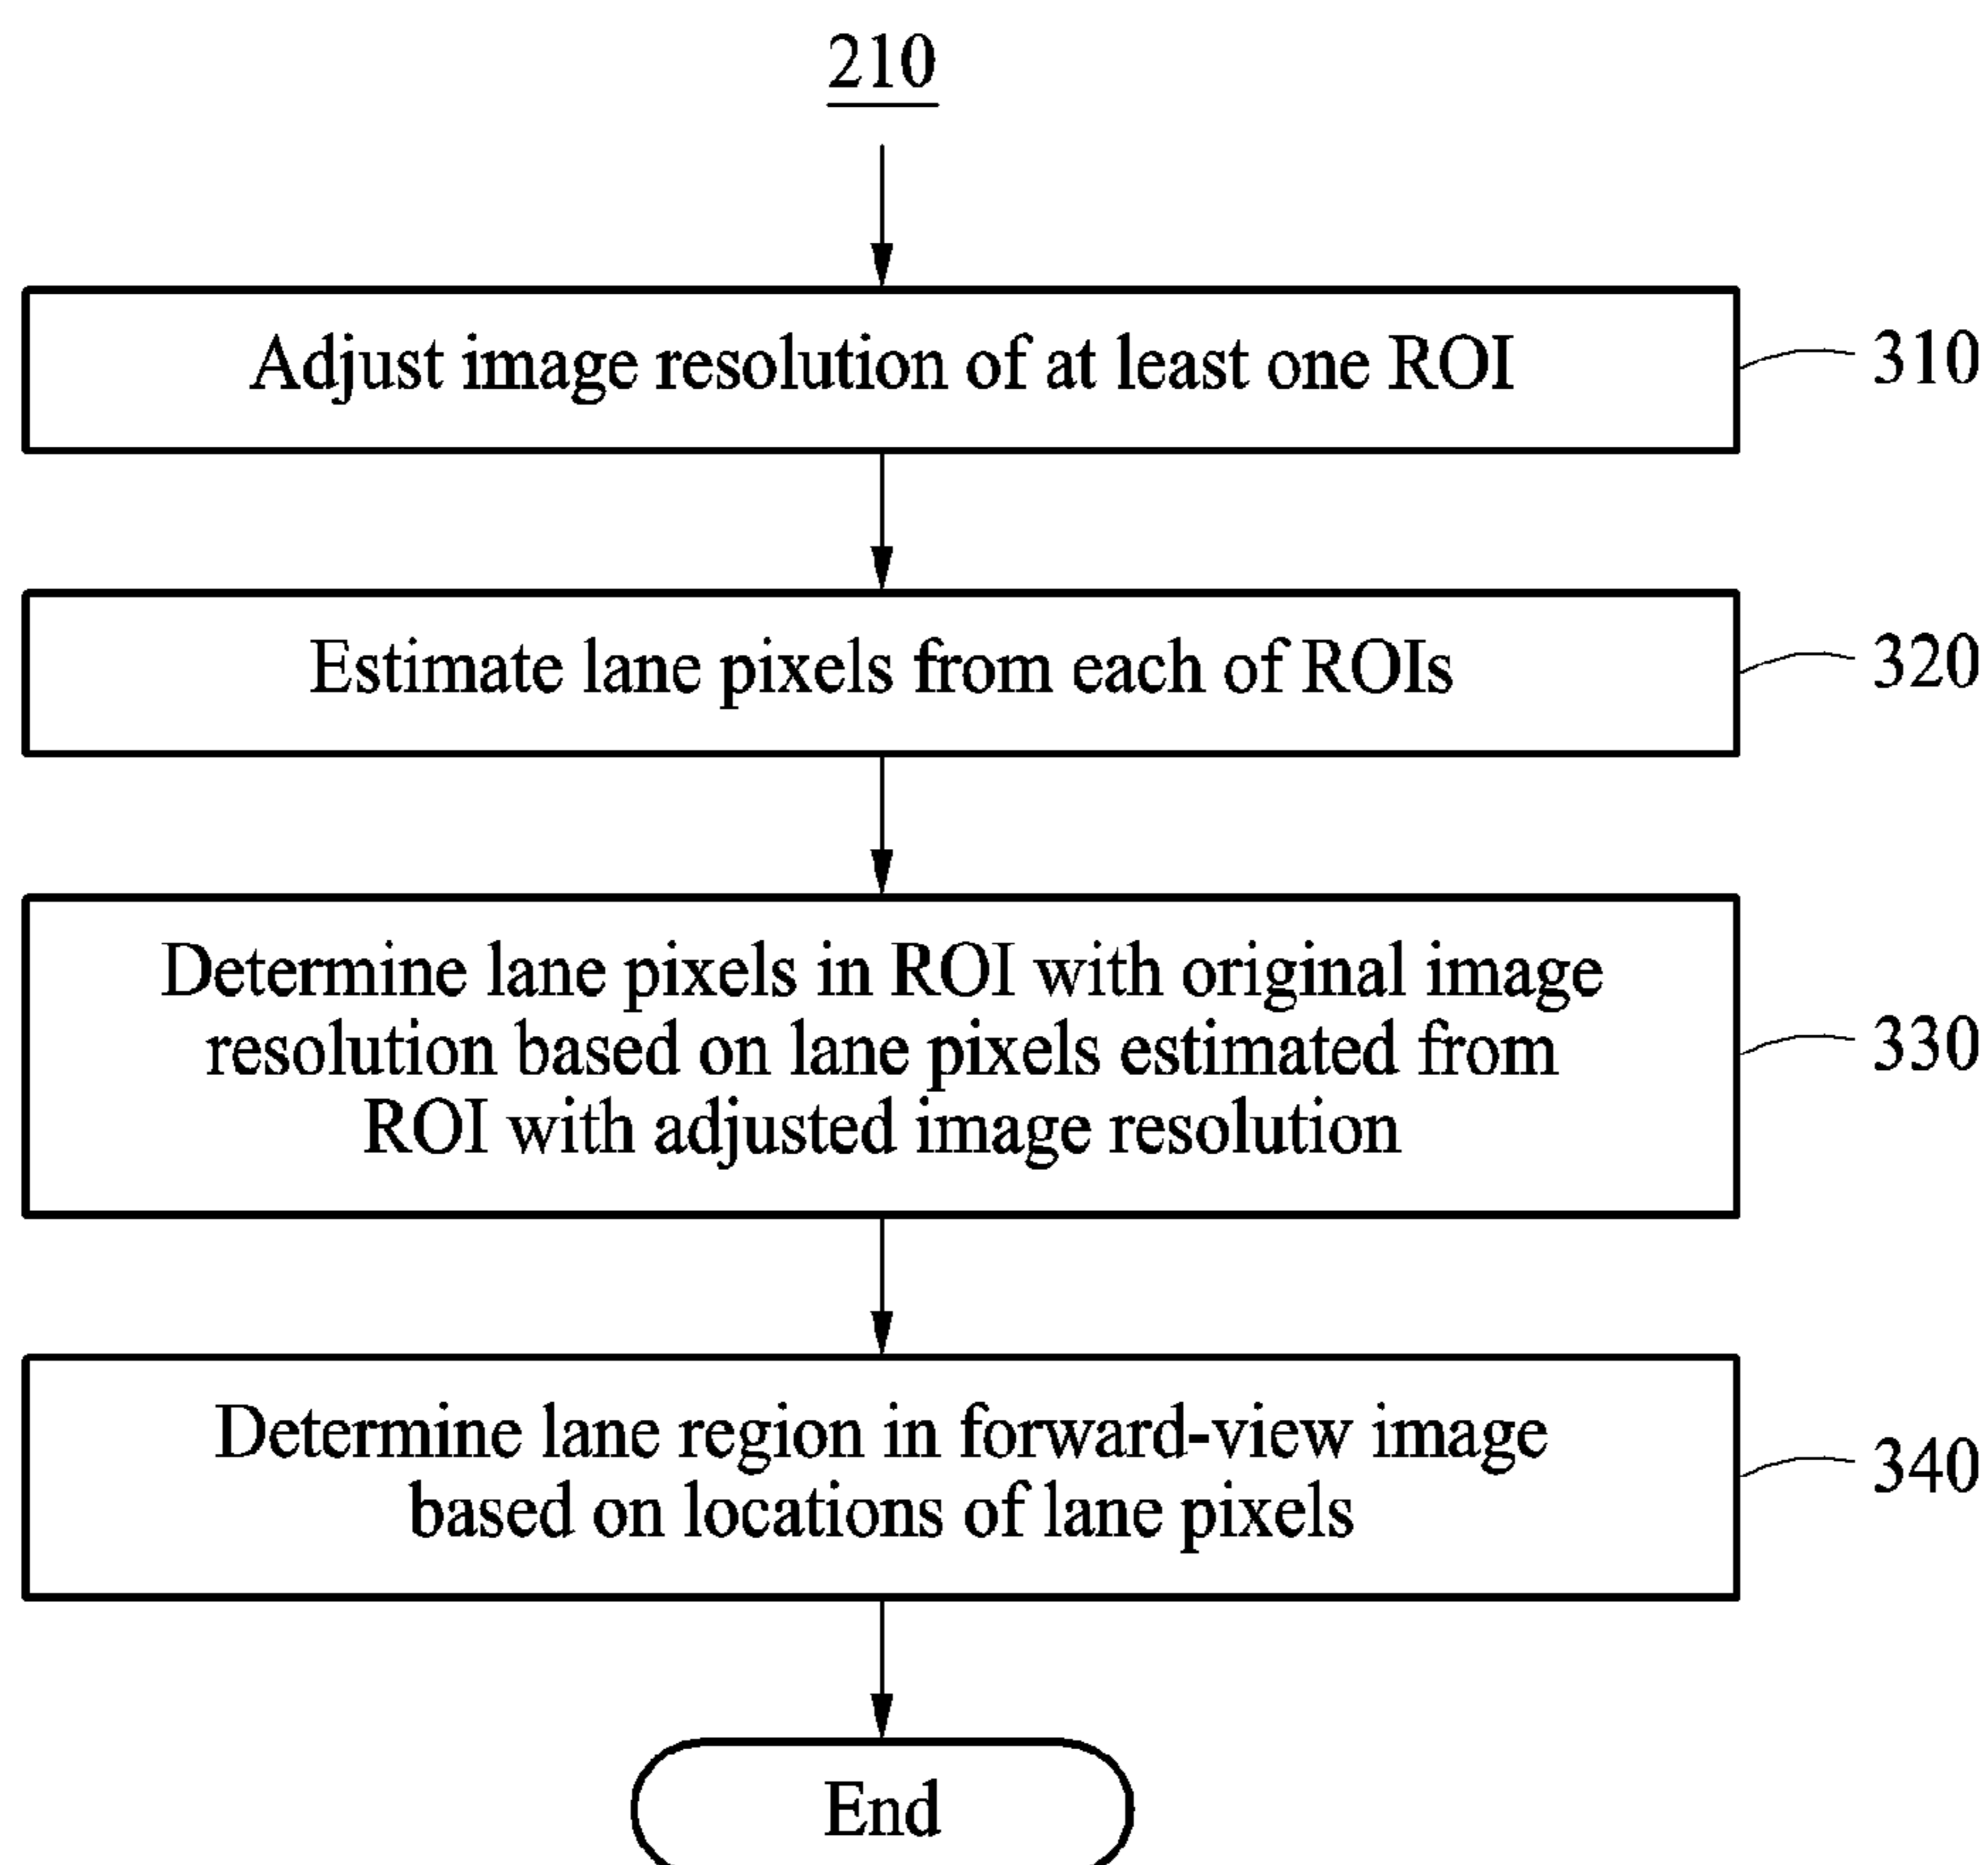 210
Adjust image resolution of at least one ROI
310
Estimate lane pixels from each of ROIs
320
Determine lane pixels in ROI with original image
resolution based on lane pixels estimated from
ROI with adjusted image resolution
330
Determine lane region in forward-view image
based on locations of lane pixels
340
End